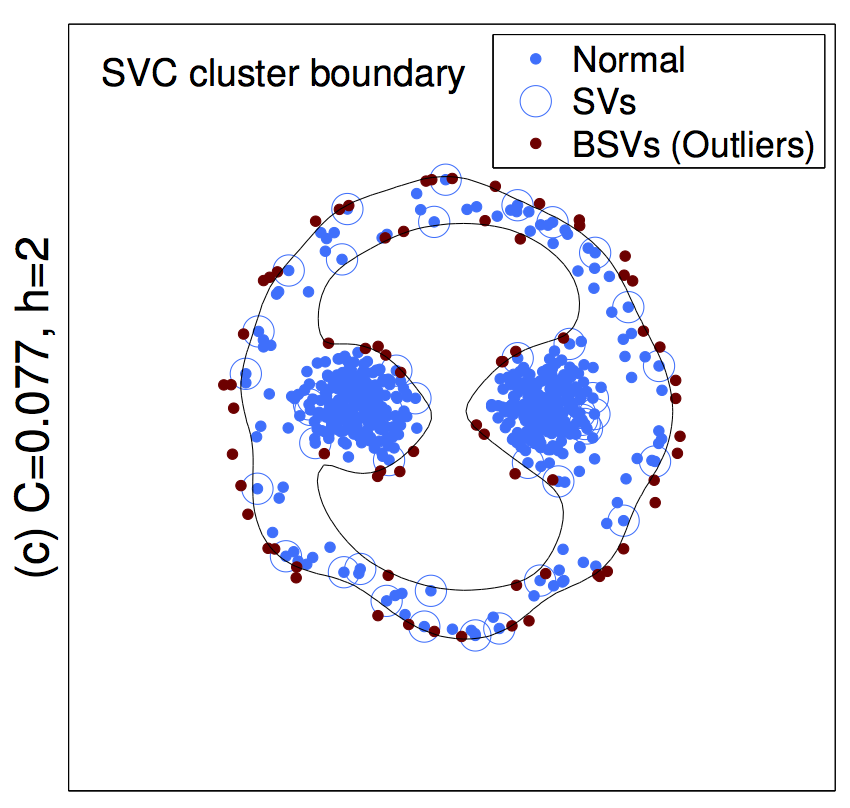 (c) C=0.077, h=2
SVC cluster boundary
Normal
SVs
BSVs (Outliers)